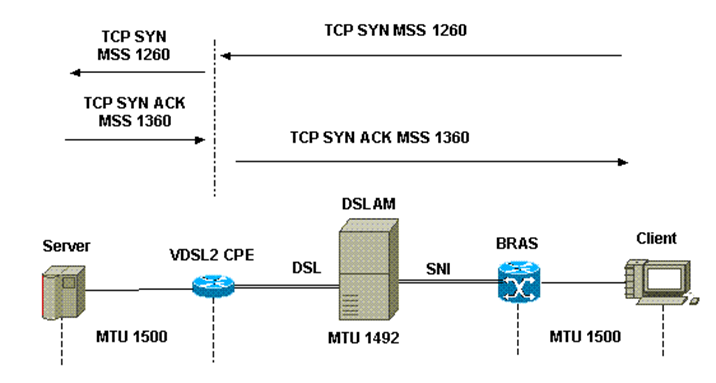 TCP SYN
MSS 1260
TCP SYN MSS 1260
TCP SYN ACK
MSS 1360
TCP SYN ACK MSS 1360
DSLAM
Server
VDSL2 CPE
DSL
SNI
BRAS
Client
MTU 1500
MTU 1492
MTU 1500